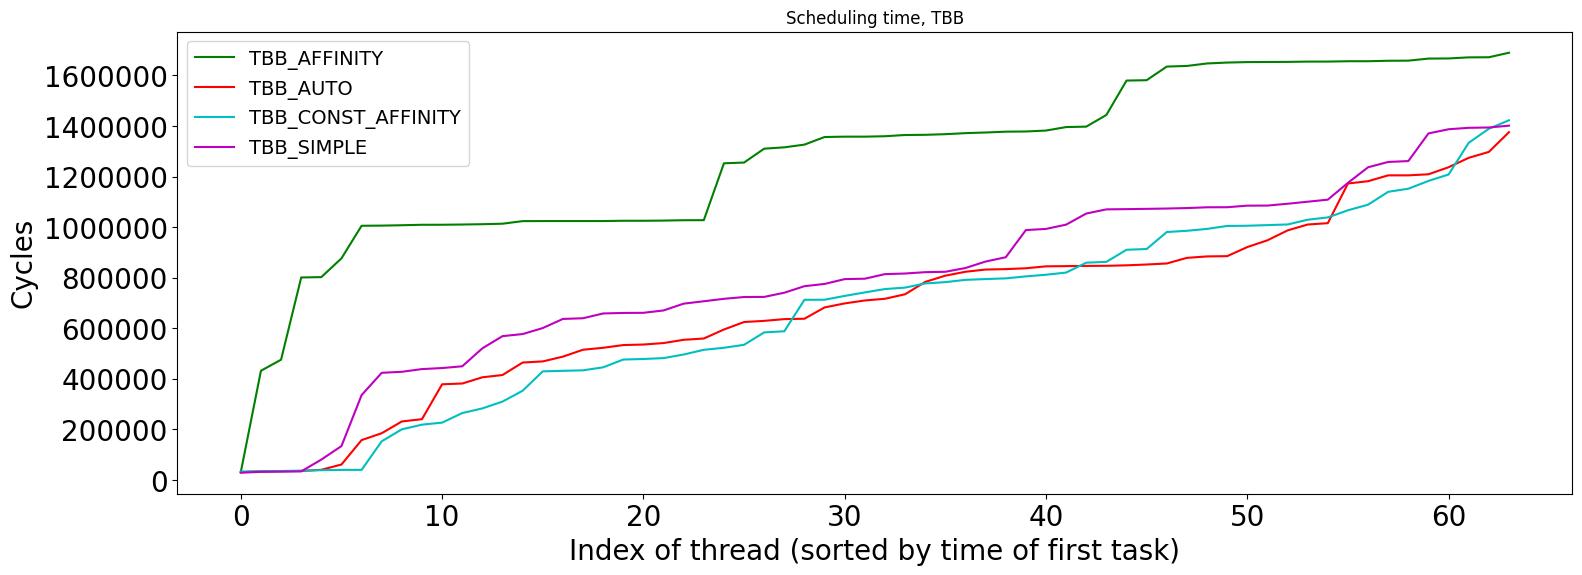 Scheduling time, TBB
TBB_AFFINITY
TBB_AUTO
TBB_CONST_AFFINITY
TBB_SIMPLE
1600000
1400000
1200000
1000000
800000
600000
400000
200000
0
Cycles
0 10 20 30 40 50 60
Index of thread (sorted by time of first task)